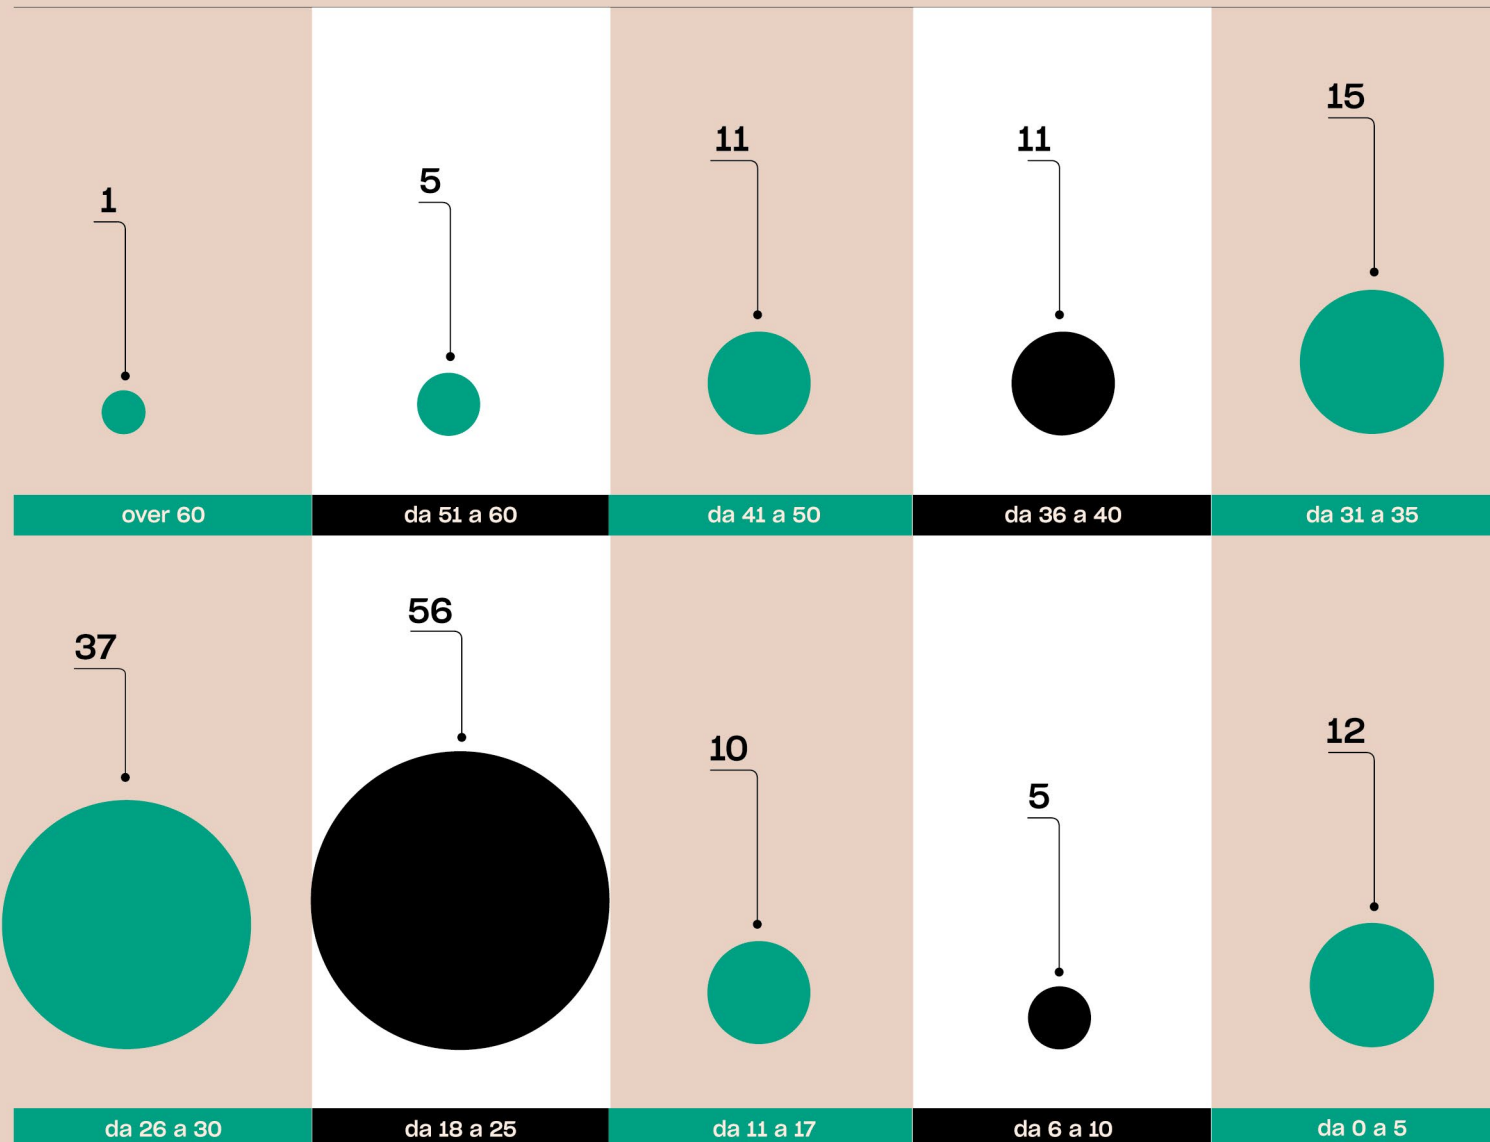 1
5
11
11
15
over 60
da 51 a 60
da 41 a 50
da 36 a 40
da 31 a 35
37
56
10
5
12
da 26 a 30
da 18 a 25
da 11 a 17
da 6 a 10
da 0 a 5